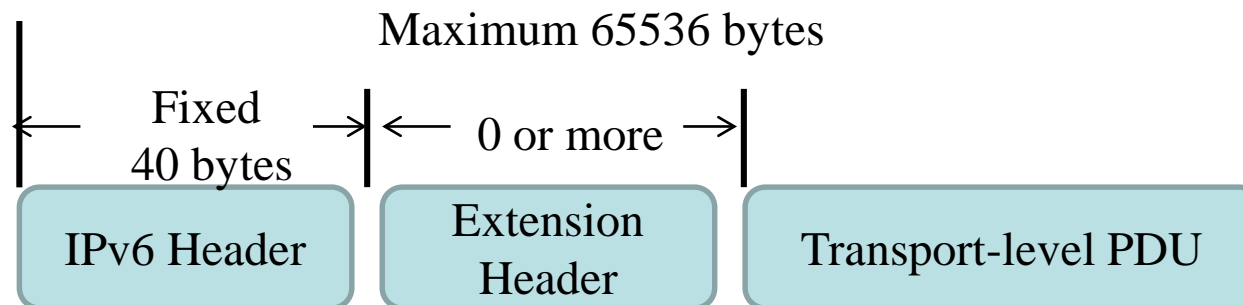 Maximum 65536 bytes
Fixed
40 bytes
0 or more
IPv6 Header
Extension
Header
Transport-level PDU